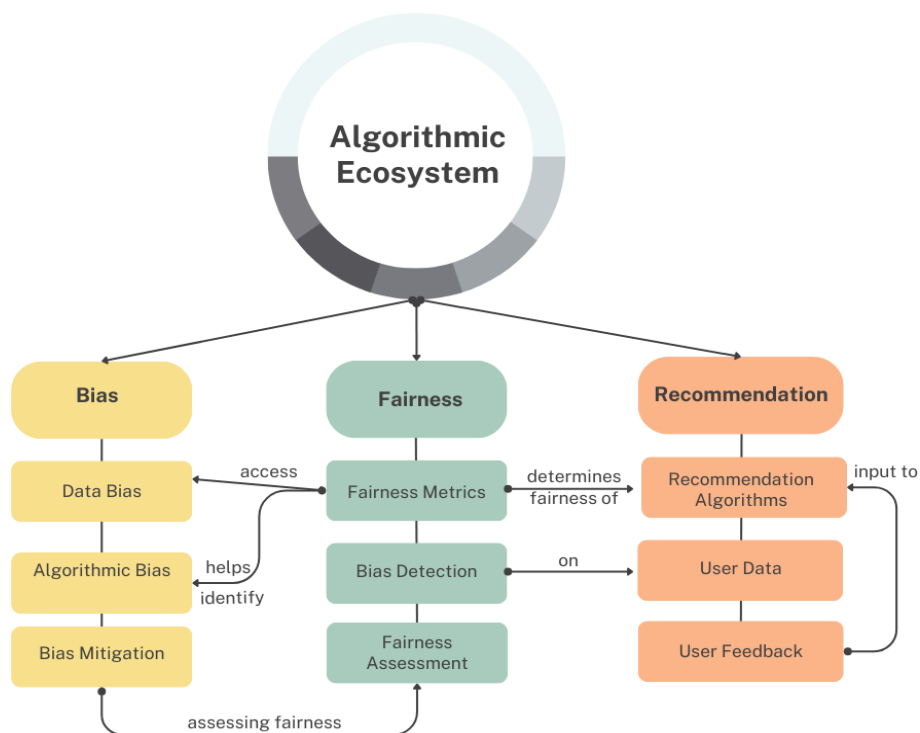 Algorithmic
Ecosystem
Bias
Fairness
Recommendation
access
determines
fairness of
input to
Data Bias
Fairness Metrics
Recommendation
Algorithms
helps
identify
on
Algorithmic Bias
Bias Detection
User Data
Bias Mitigation
Fairness
Assessment
User Feedback
assessing fairness